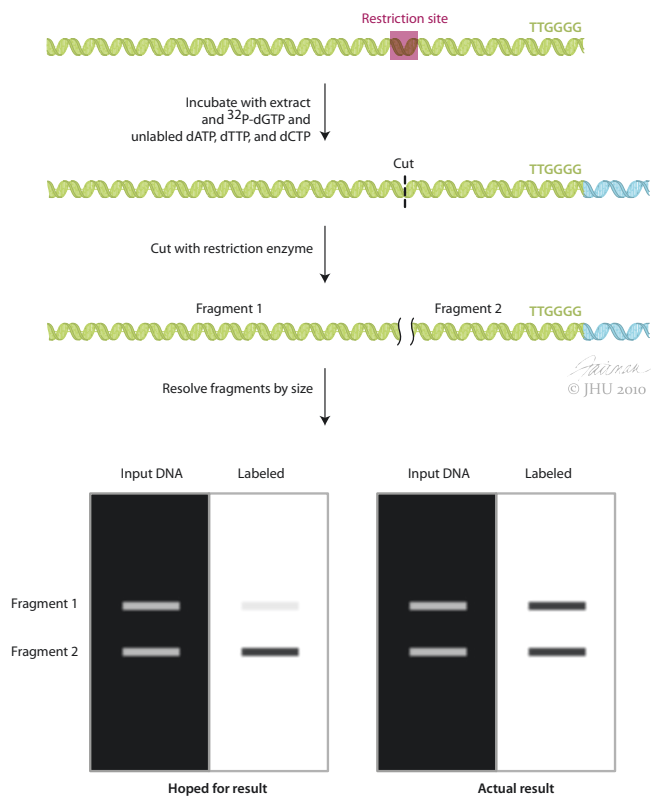 Restriction site
TTGGGG
Incubate with extract
and 32P-dGTP and
unlabled dATP, dTTP, and dCTP
Cut
TTGGGG
Cut with restriction enzyme
Fragment 1
Fragment 2
TTGGGG
© JHU 2010
Resolve fragments by size
Input DNA
Labeled
Input DNA
Labeled
Fragment 1
Fragment 2
Hoped for result
Actual result